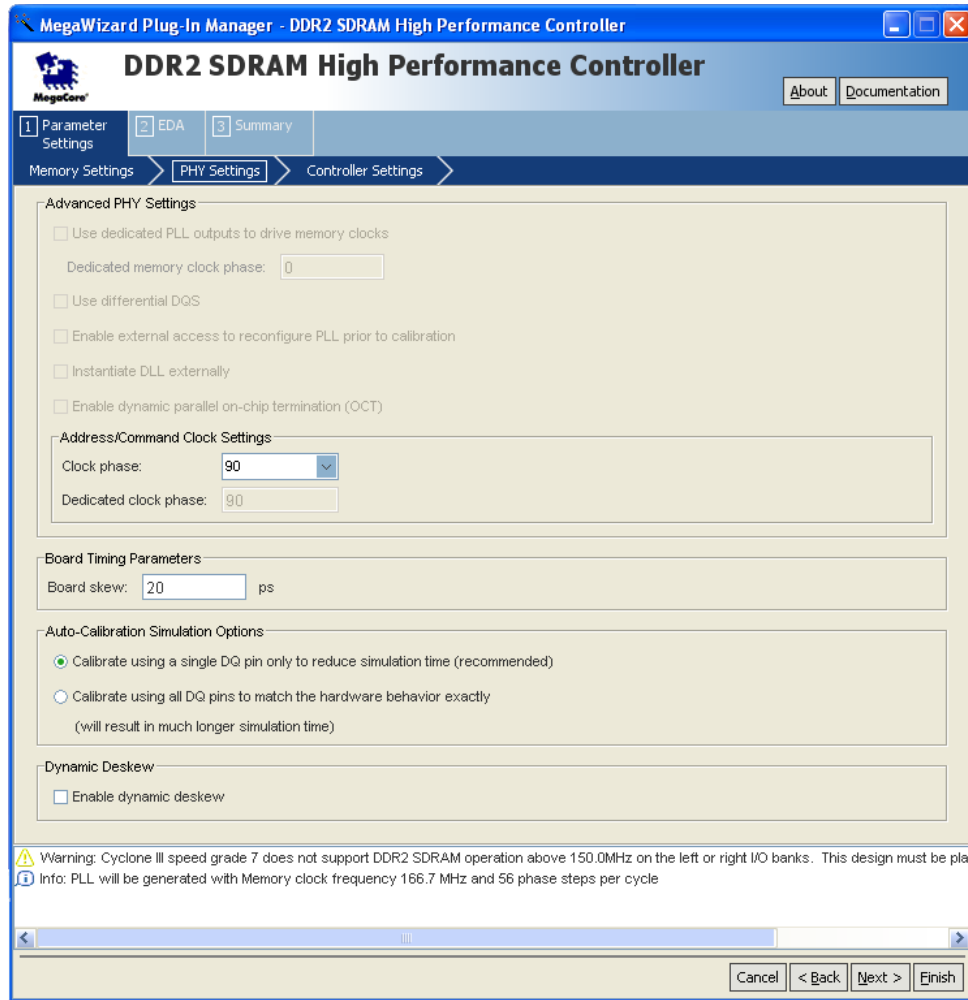 MegaWizard Plug-In Manager - DDR2 SDRAM High Performance Controller
DDR2 SDRAM High Performance Controller
MegaCore®
About Documentation
1 Parameter Settings
2 EDA
3 Summary
Memory Settings PHY Settings Controller Settings
Advanced PHY Settings
Use dedicated PLL outputs to drive memory clocks
Dedicated memory clock phase: 0
Use differential DQS
Enable external access to reconfigure PLL prior to calibration
Instantiate DLL externally
Enable dynamic parallel on-chip termination (OCT)
Address/Command Clock Settings
Clock phase: 90
Dedicated clock phase: 90
Board Timing Parameters
Board skew: 20 ps
Auto-Calibration Simulation Options
Calibrate using a single DQ pin only to reduce simulation time (recommended)
Calibrate using all DQ pins to match the hardware behavior exactly
(will result in much longer simulation time)
Dynamic Deskew
Enable dynamic deskew
Warning: Cyclone III speed grade 7 does not support DDR2 SDRAM operation above 150.0MHz on the left or right I/O banks. This design must be pla
Info: PLL will be generated with Memory clock frequency 166.7 MHz and 56 phase steps per cycle
Cancel < Back Next > Finish